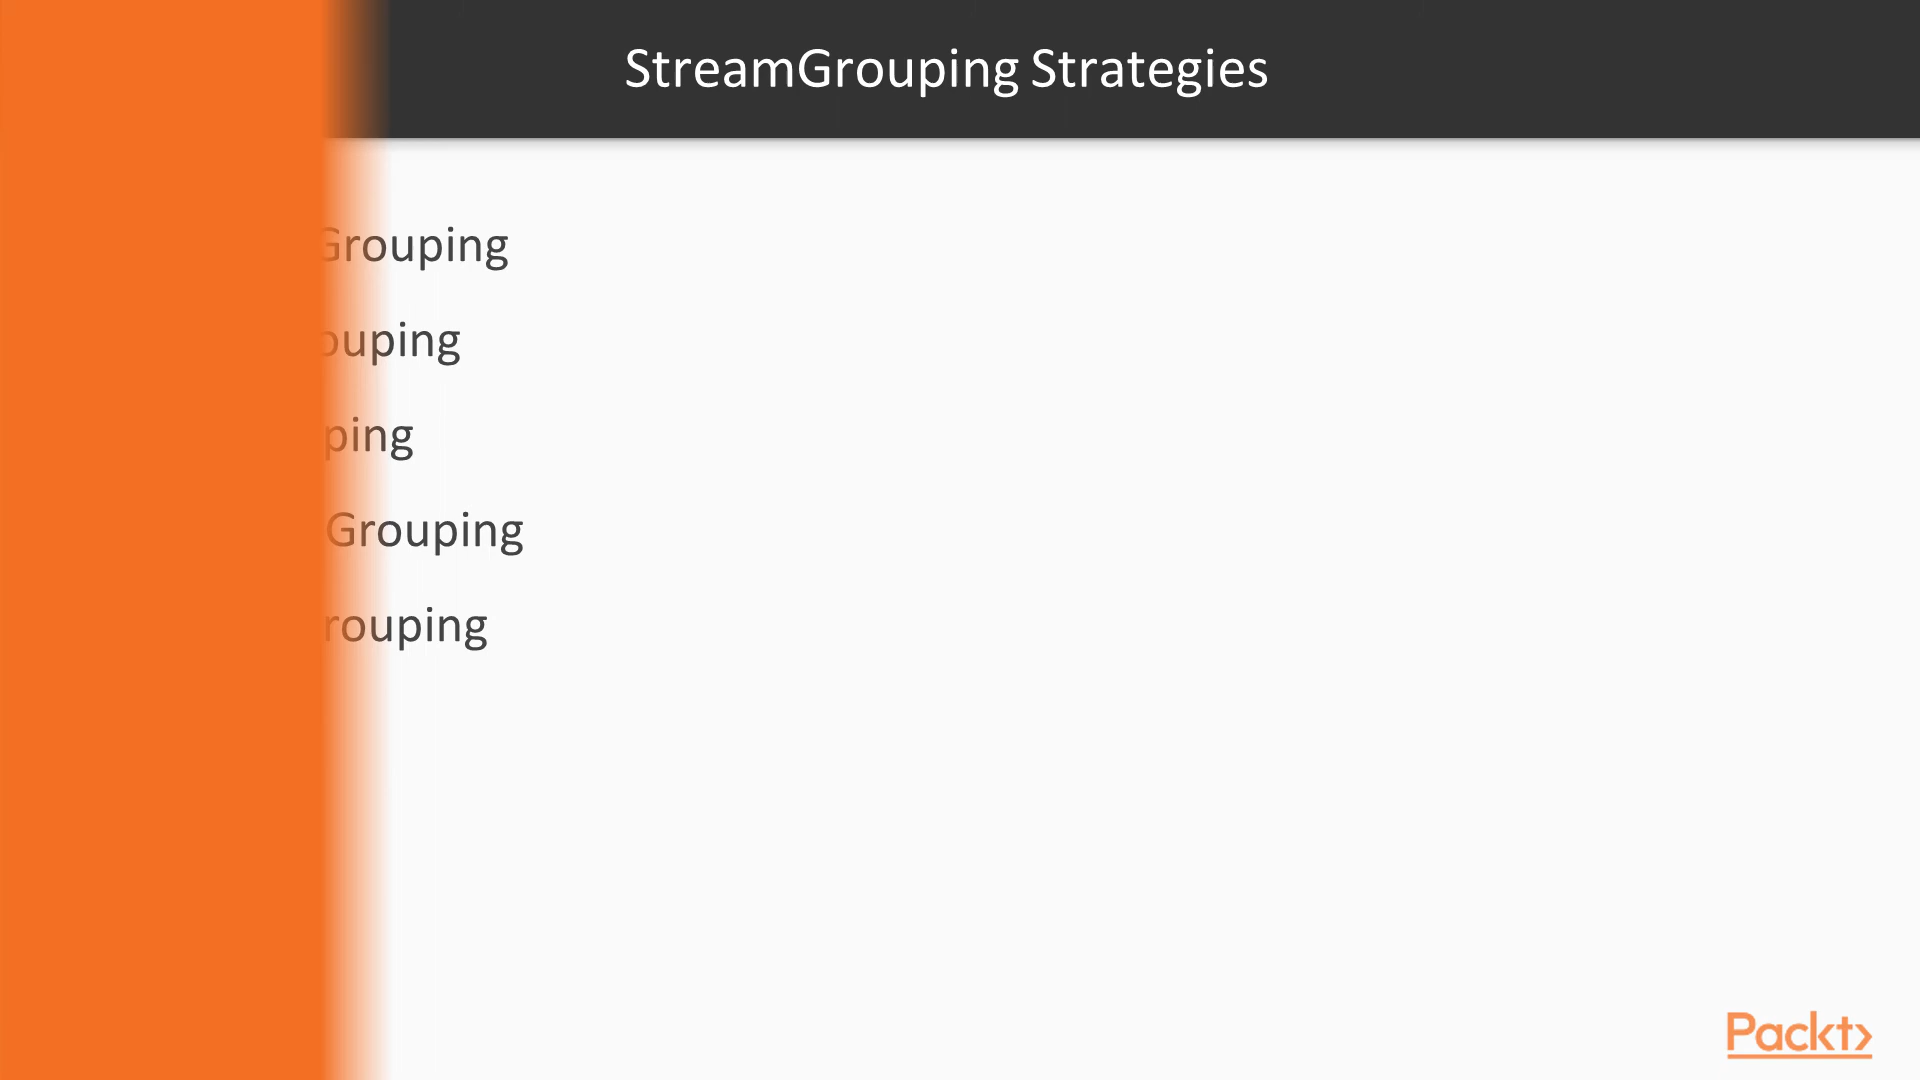 StreamGrouping Strategies
Grouping
ouping
ping
Grouping
rouping
Packt>